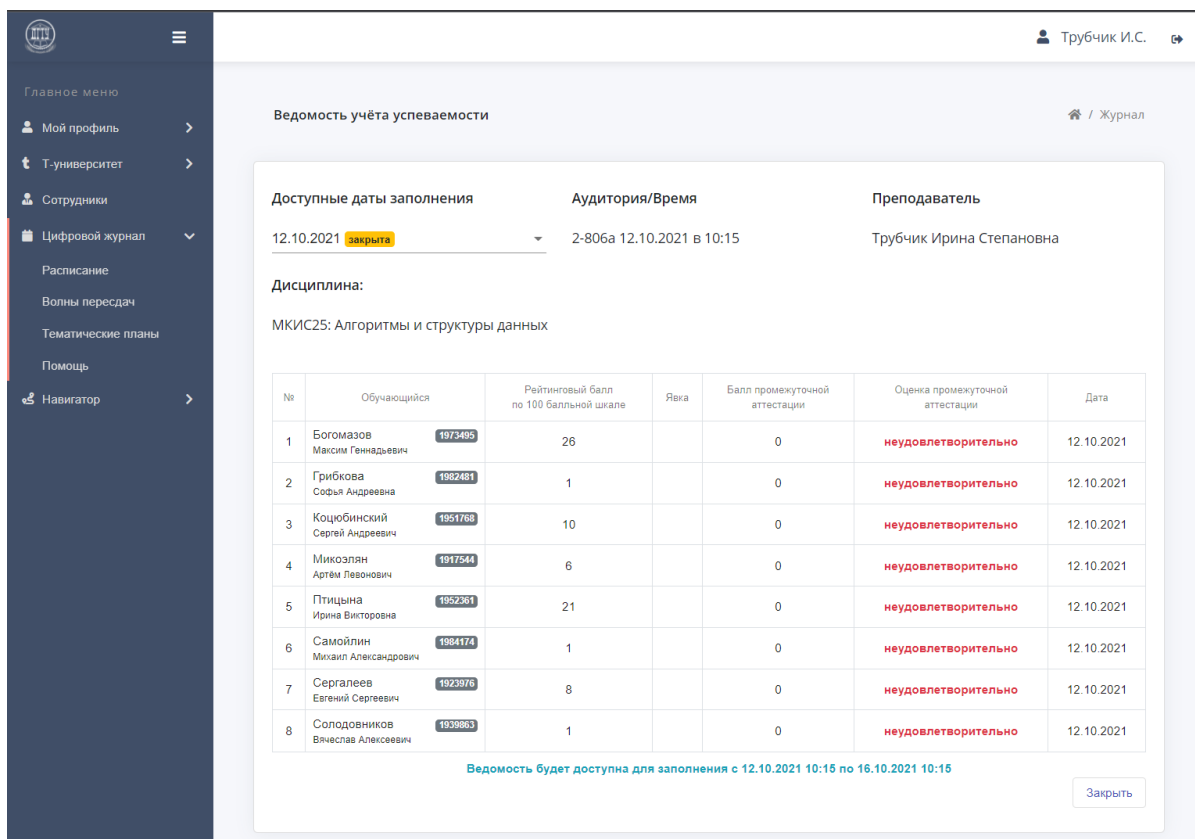 ДГТУ
Трубчик И.С.
Главное меню
Мой профиль
Т-университет
Сотрудники
Цифровой журнал
Расписание
Волны пересдач
Тематические планы
Помощь
Навигатор
Ведомость учёта успеваемости
/ Журнал
Доступные даты заполнения
Аудитория/Время
Преподаватель
12.10.2021 закрыта
2-806а 12.10.2021 в 10:15
Трубчик Ирина Степановна
Дисциплина:
МКИС25: Алгоритмы и структуры данных
№ Обучающийся Рейтинговый балл по 100 балльной шкале Явка Балл промежуточной аттестации Оценка промежуточной аттестации Дата
1 Богомазов 1973495 26 0 неудовлетворительно 12.10.2021
Максим Геннадьевич
2 Грибкова 1982481 1 0 неудовлетворительно 12.10.2021
Софья Андреевна
3 Коцюбинский 1951768 10 0 неудовлетворительно 12.10.2021
Сергей Андреевич
4 Микоэлян 1917544 6 0 неудовлетворительно 12.10.2021
Артём Левонович
5 Птицына 1952361 21 0 неудовлетворительно 12.10.2021
Ирина Викторовна
6 Самойлин 1984174 1 0 неудовлетворительно 12.10.2021
Михаил Александрович
7 Сергалеев 1923976 8 0 неудовлетворительно 12.10.2021
Евгений Сергеевич
8 Солодовников 1939863 1 0 неудовлетворительно 12.10.2021
Вячеслав Алексеевич
Ведомость будет доступна для заполнения с 12.10.2021 10:15 по 16.10.2021 10:15
Закрыть